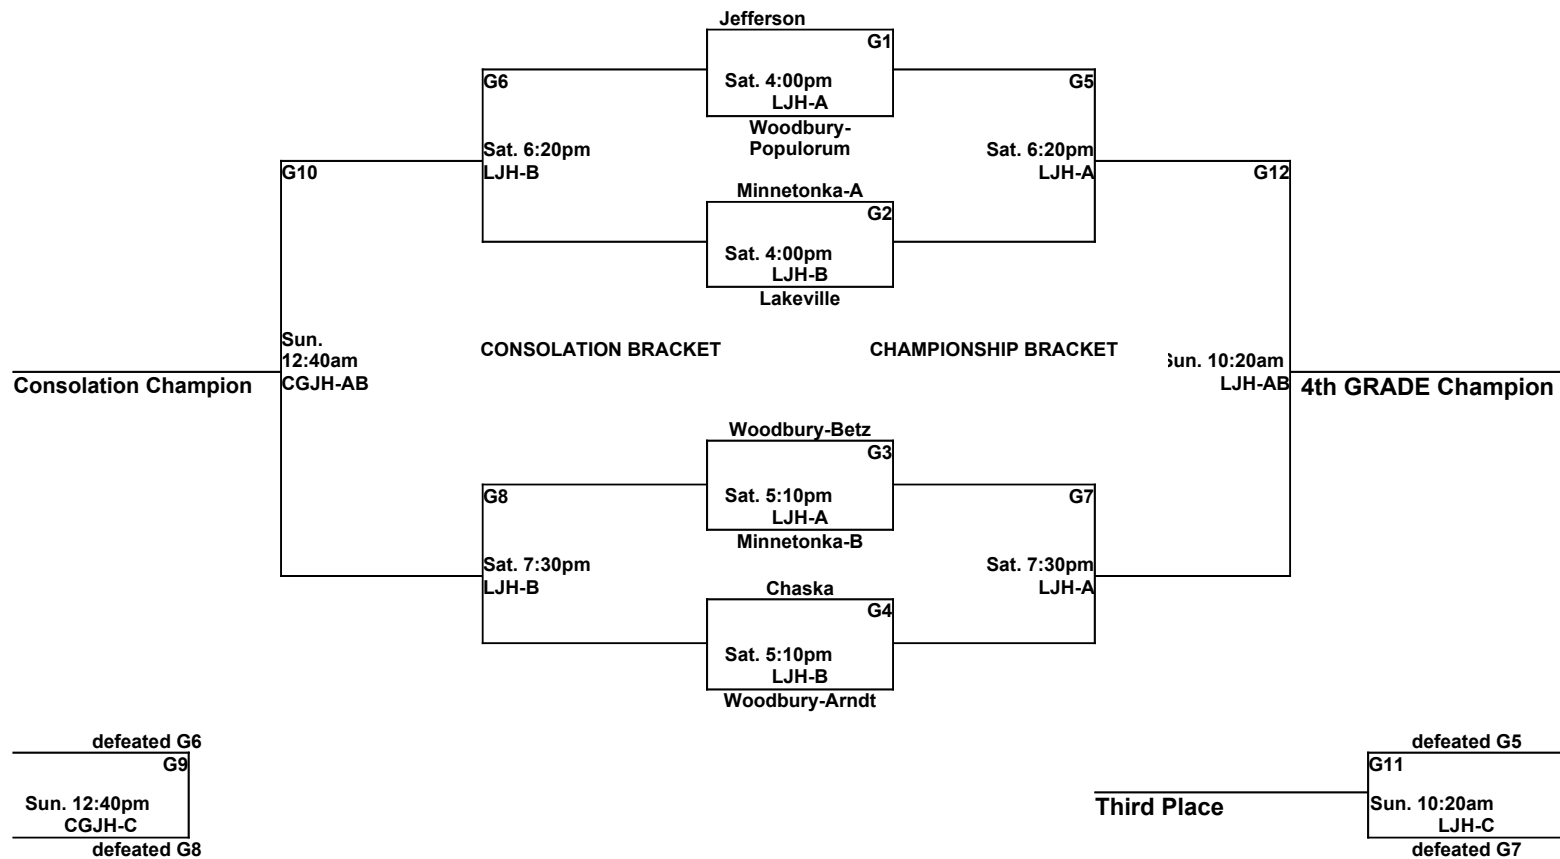 Jefferson
G1
G6
Sat. 4:00pm
G5
LJH-A
Woodbury-
Populorum
Sat. 6:20pm
LJH-B
Sat. 6:20pm
LJH-A
G10
G12
Minnetonka-A
G2
Sat. 4:00pm
LJH-B
Lakeville
Sun.
12:40am
CGJH-AB
CONSOLATION BRACKET
CHAMPIONSHIP BRACKET
Sun. 10:20am
LJH-AB
Consolation Champion
4th GRADE Champion
Woodbury-Betz
G3
G8
Sat. 5:10pm
G7
LJH-A
Minnetonka-B
Sat. 7:30pm
LJH-B
Sat. 7:30pm
LJH-A
Chaska
G4
Sat. 5:10pm
LJH-B
Woodbury-Arndt
defeated G6
G9
Sun. 12:40pm
CGJH-C
defeated G8
defeated G5
G11
Third Place
Sun. 10:20am
LJH-C
defeated G7